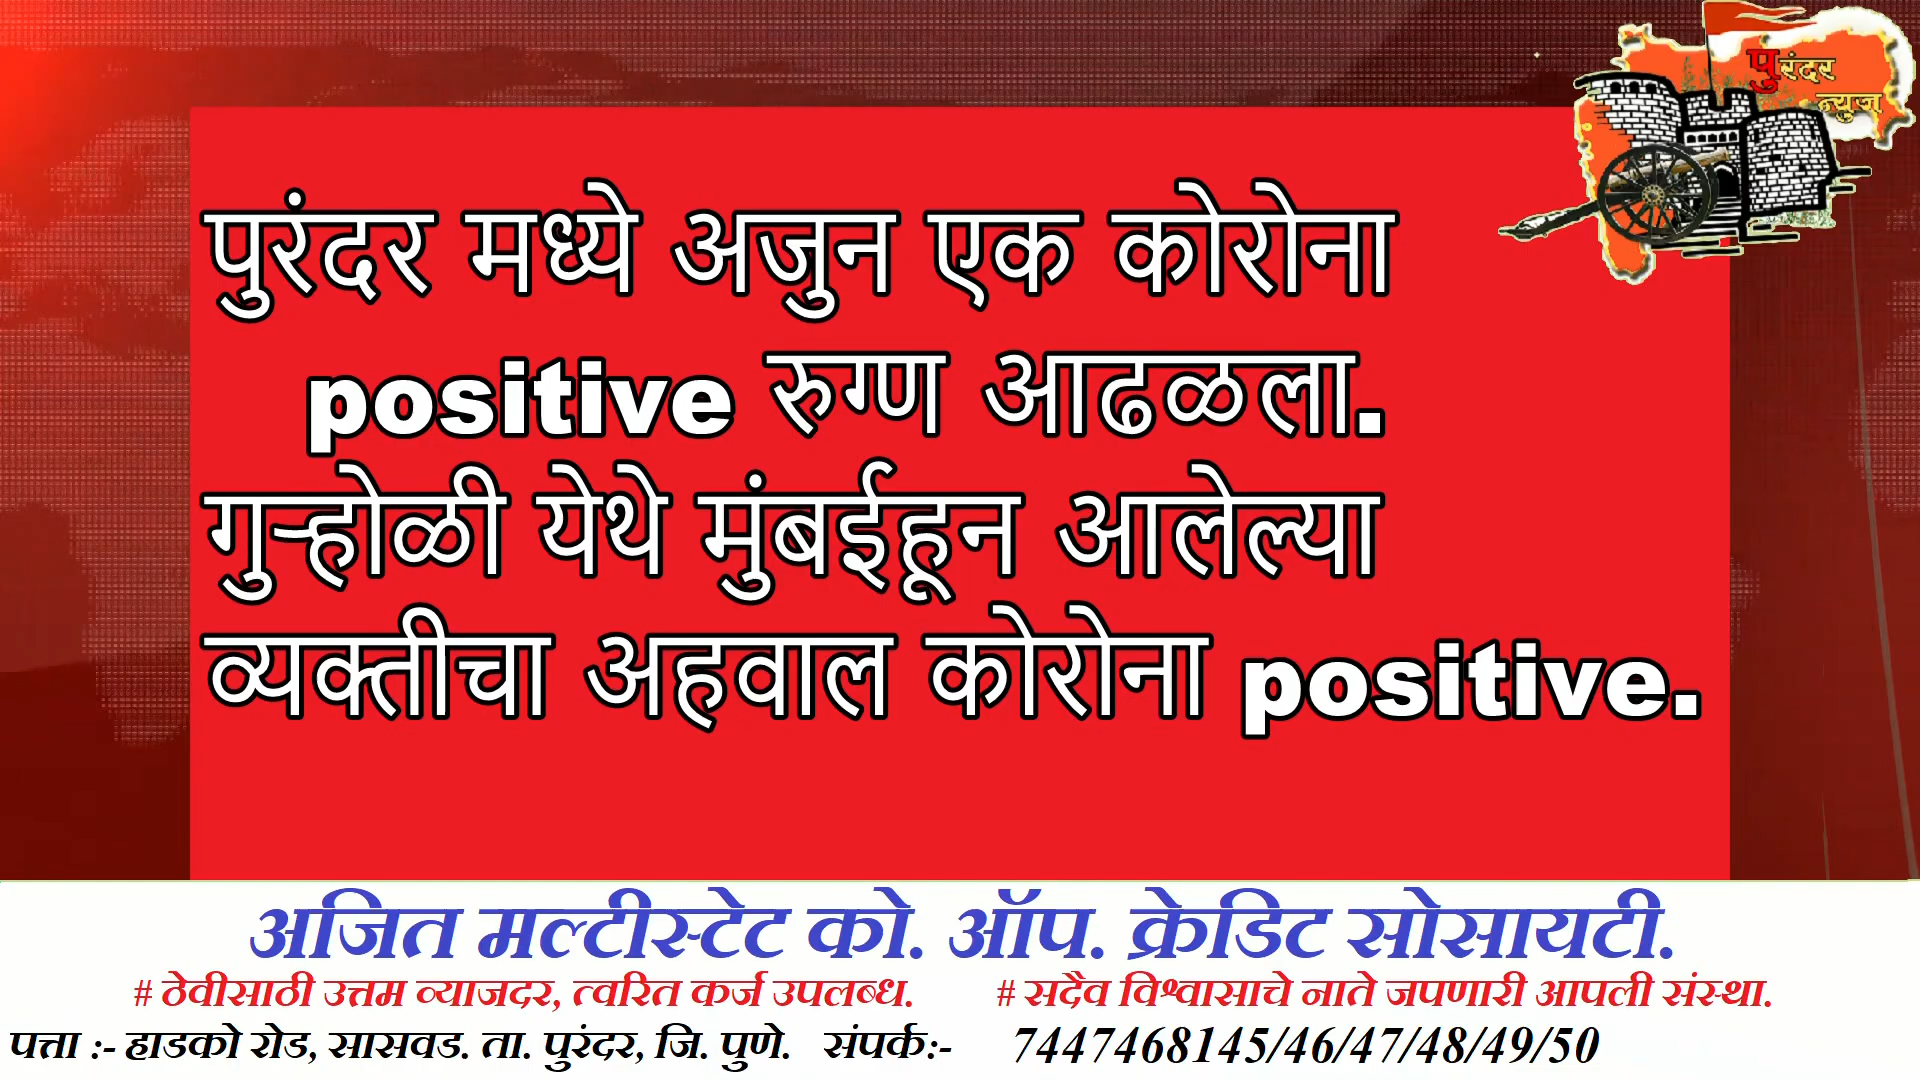 पुरंदर न्युज
पुरंदर मध्ये अजुन एक कोरोना
positive रुग्ण आढळला.
गुऱ्होळी येथे मुंबईहून आलेल्या
व्यक्तीचा अहवाल कोरोना positive.
अजित मल्टीस्टेट को. ऑप. क्रेडिट सोसायटी.
# ठेवीसाठी उत्तम व्याजदर, त्वरित कर्ज उपलब्ध. # सदैव विश्वासाचे नाते जपणारी आपली संस्था.
पत्ता :- हाडको रोड, सासवड. ता. पुरंदर, जि. पुणे. संपर्क:- 7447468145/46/47/48/49/50